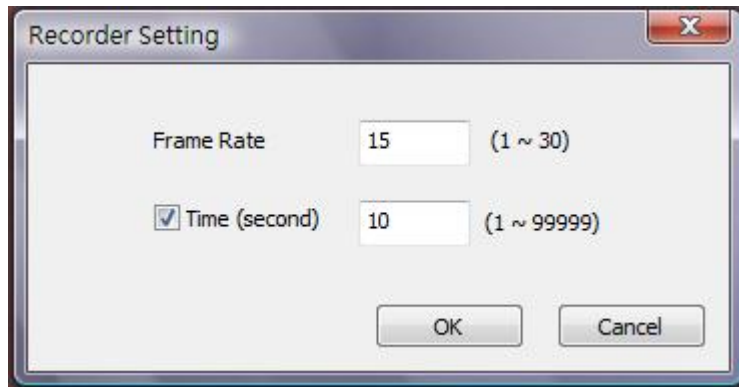 Recorder Setting
Frame Rate 15 (1 ~ 30)
Time (second) 10 (1 ~ 99999)
OK Cancel